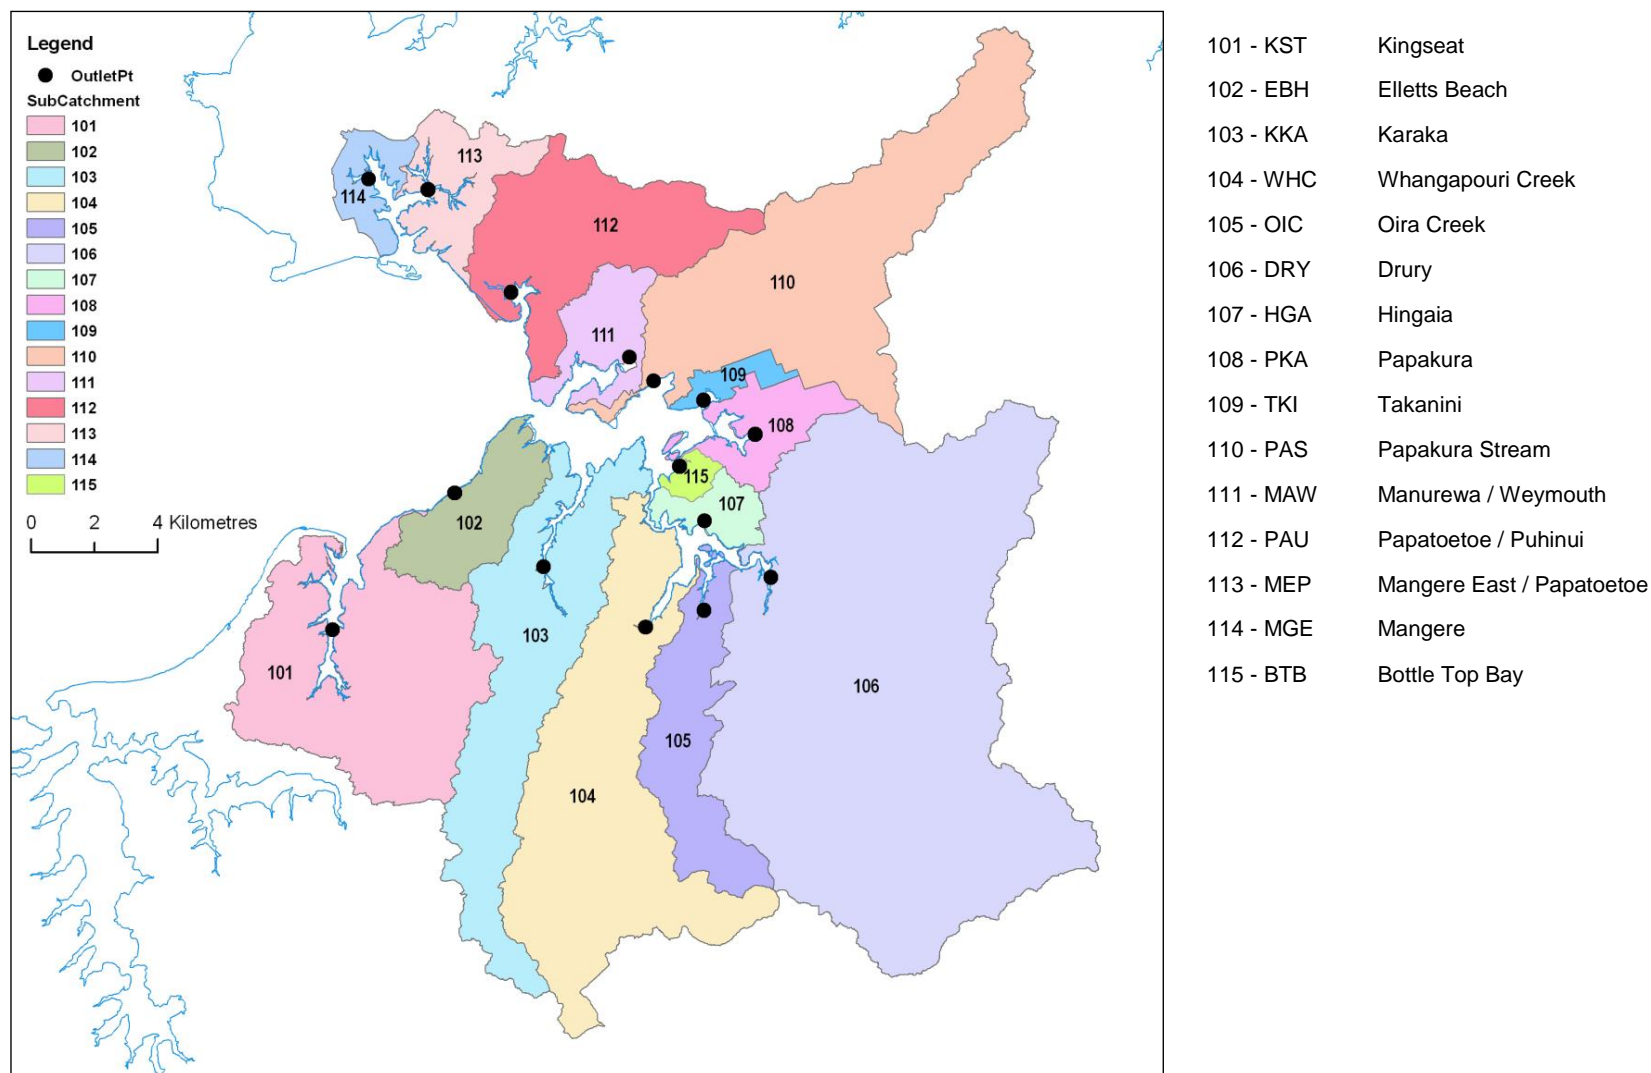 Legend
OutletPt
SubCatchment
101
102
103
104
105
106
107
108
109
110
111
112
113
114
115
0 2 4 Kilometres
113
114
112
110
111
109
108
115
107
102
103
101
106
105
104
101 - KST Kingseat
102 - EBH Elletts Beach
103 - KKA Karaka
104 - WHC Whangapouri Creek
105 - OIC Oira Creek
106 - DRY Drury
107 - HGA Hingaia
108 - PKA Papakura
109 - TKI Takanini
110 - PAS Papakura Stream
111 - MAW Manurewa / Weymouth
112 - PAU Papatoetoe / Puhinui
113 - MEP Mangere East / Papatoetoe
114 - MGE Mangere
115 - BTB Bottle Top Bay